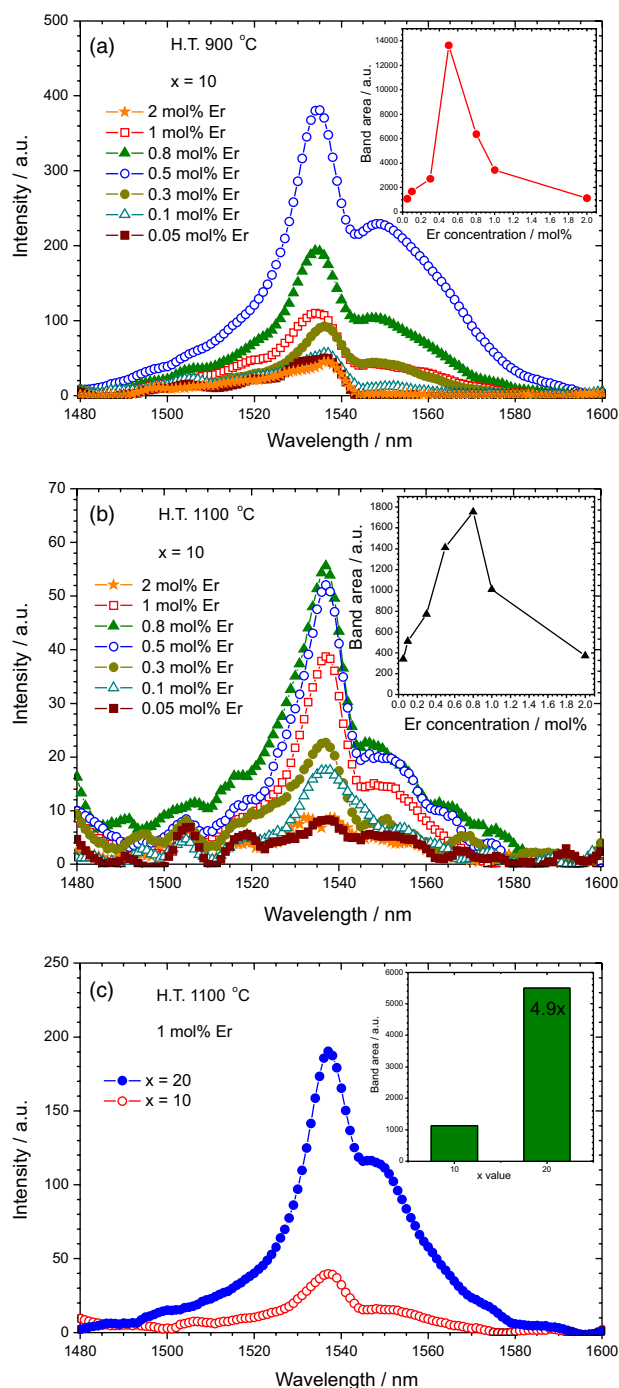 (a)
H.T. 900 °C
x = 10
2 mol% Er
1 mol% Er
0.8 mol% Er
0.5 mol% Er
0.3 mol% Er
0.1 mol% Er
0.05 mol% Er
Intensity / a.u.
500
400
300
200
100
0
1480 1500 1520 1540 1560 1580 1600
Wavelength / nm
Band area / a.u.
14000
12000
10000
8000
6000
4000
2000
0
0.0 0.2 0.4 0.6 0.8 1.0 1.2 1.4 1.6 1.8 2.0
Er concentration / mol%
(b)
H.T. 1100 °C
x = 10
2 mol% Er
1 mol% Er
0.8 mol% Er
0.5 mol% Er
0.3 mol% Er
0.1 mol% Er
0.05 mol% Er
Intensity / a.u.
70
60
50
40
30
20
10
0
1480 1500 1520 1540 1560 1580 1600
Wavelength / nm
Band area / a.u.
1800
1600
1400
1200
1000
800
600
400
200
0
0.0 0.2 0.4 0.6 0.8 1.0 1.2 1.4 1.6 1.8 2.0
Er concentration / mol%
(c)
H.T. 1100 °C
1 mol% Er
x = 20
x = 10
Intensity / a.u.
250
200
150
100
50
0
1480 1500 1520 1540 1560 1580 1600
Wavelength / nm
Band area / a.u.
6000
5000
4000
3000
2000
1000
0
4.9x
10 20
x value